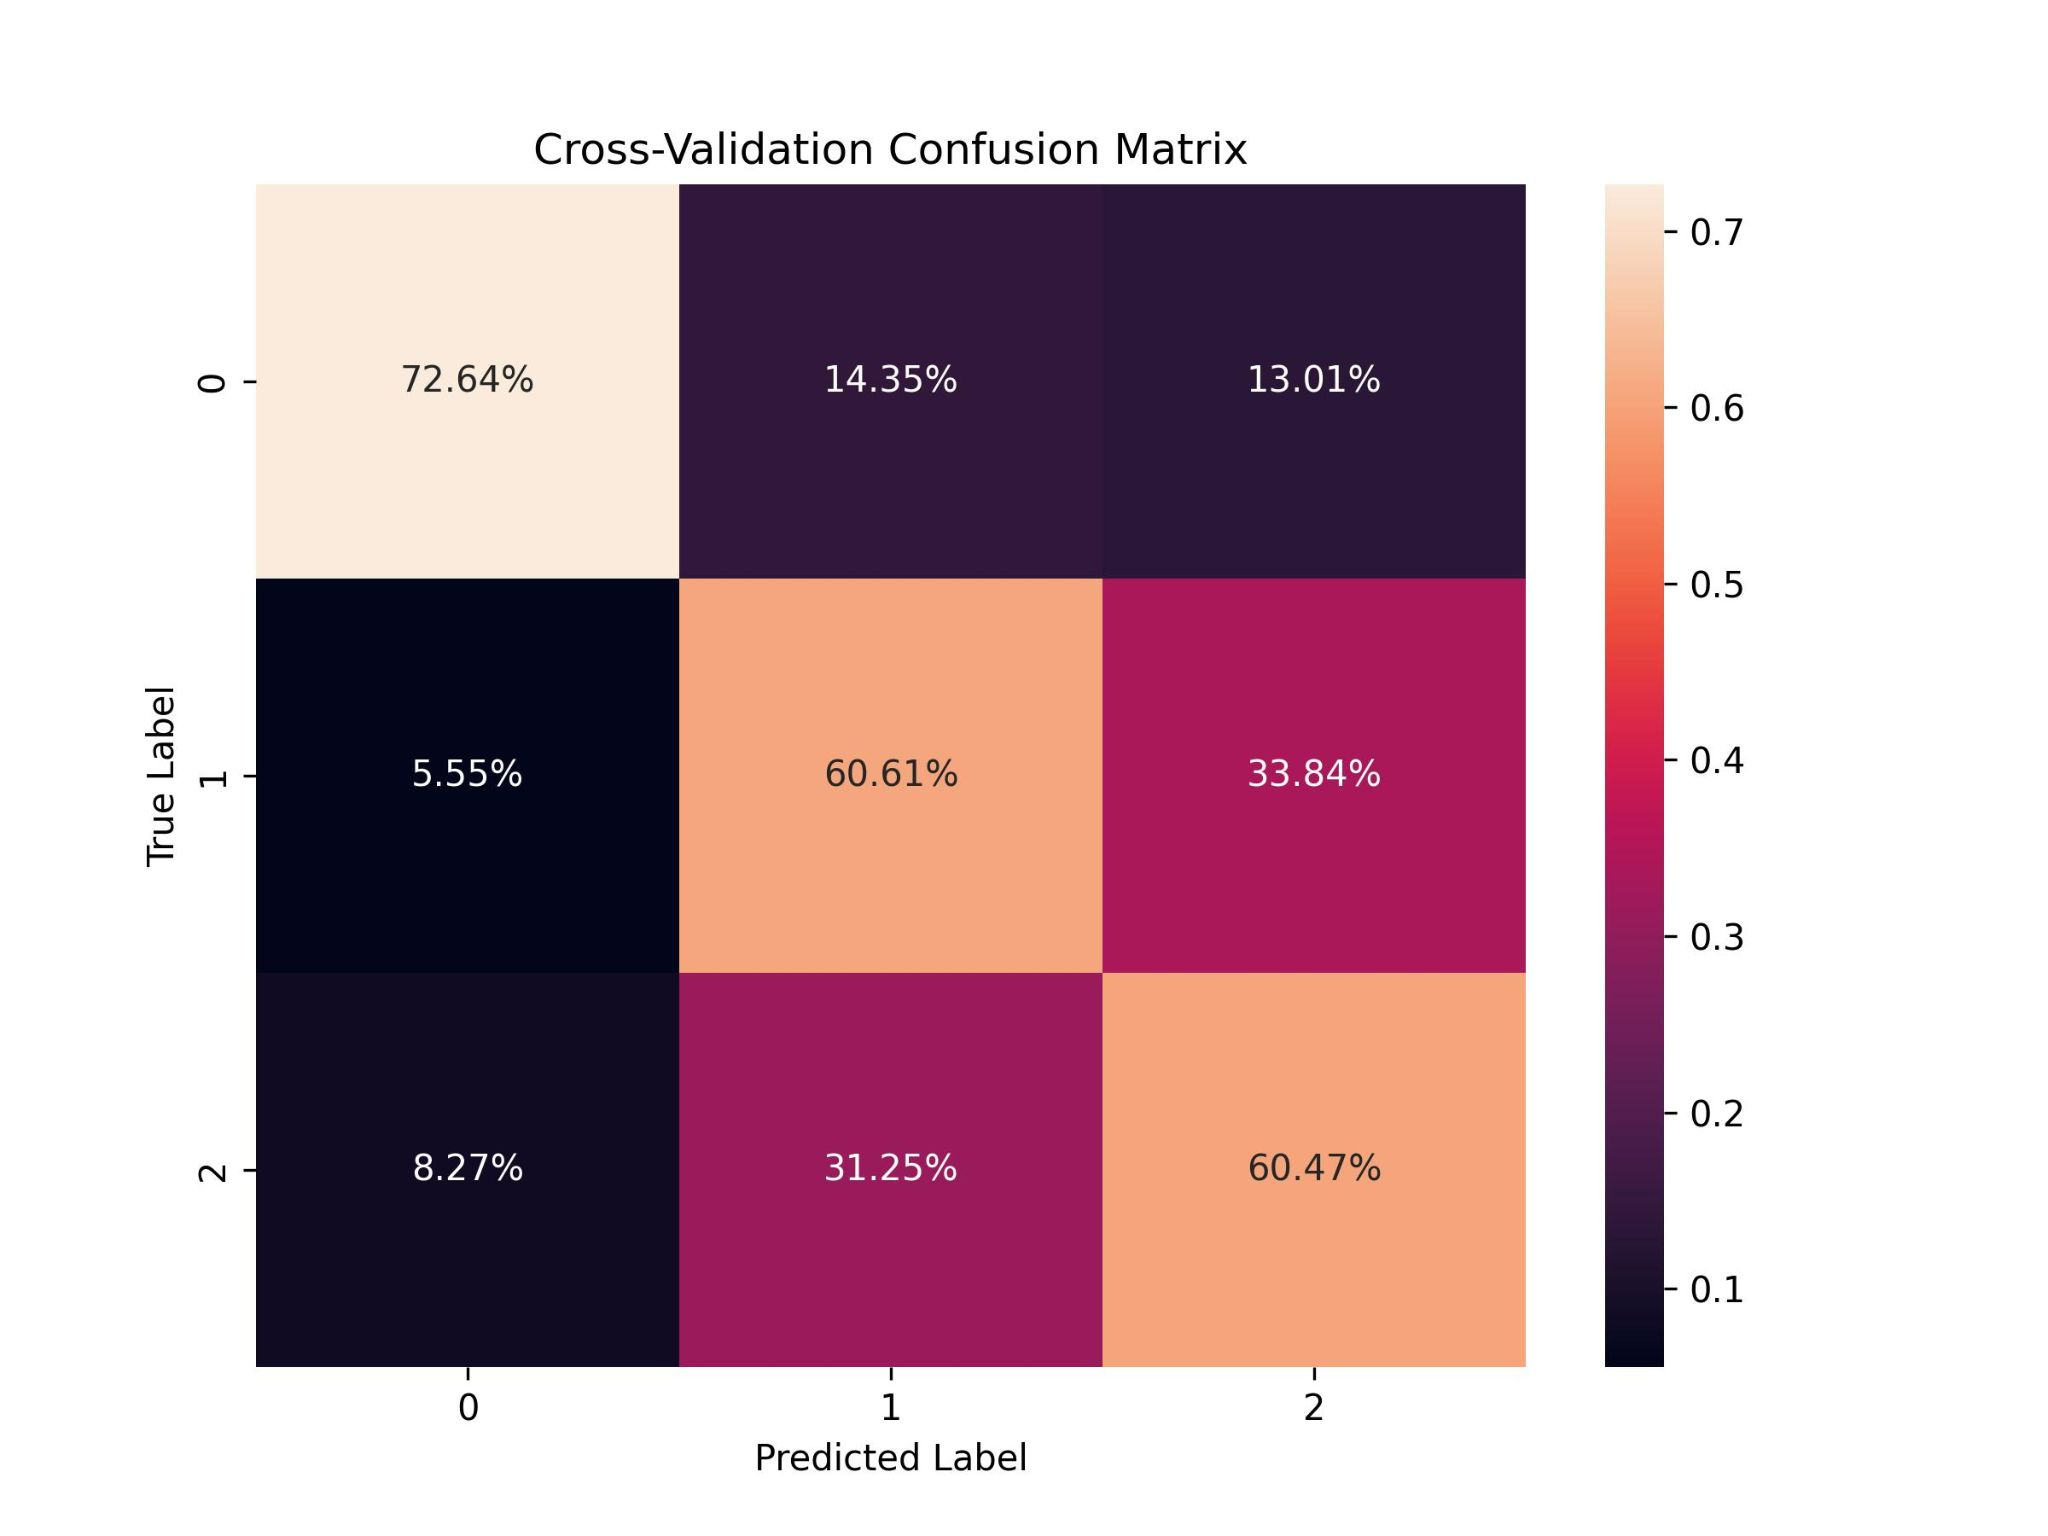 Cross-Validation Confusion Matrix
72.64% 14.35% 13.01%
5.55% 60.61% 33.84%
8.27% 31.25% 60.47%
0
1
2
True Label
0 1 2
Predicted Label
0.7
0.6
0.5
0.4
0.3
0.2
0.1